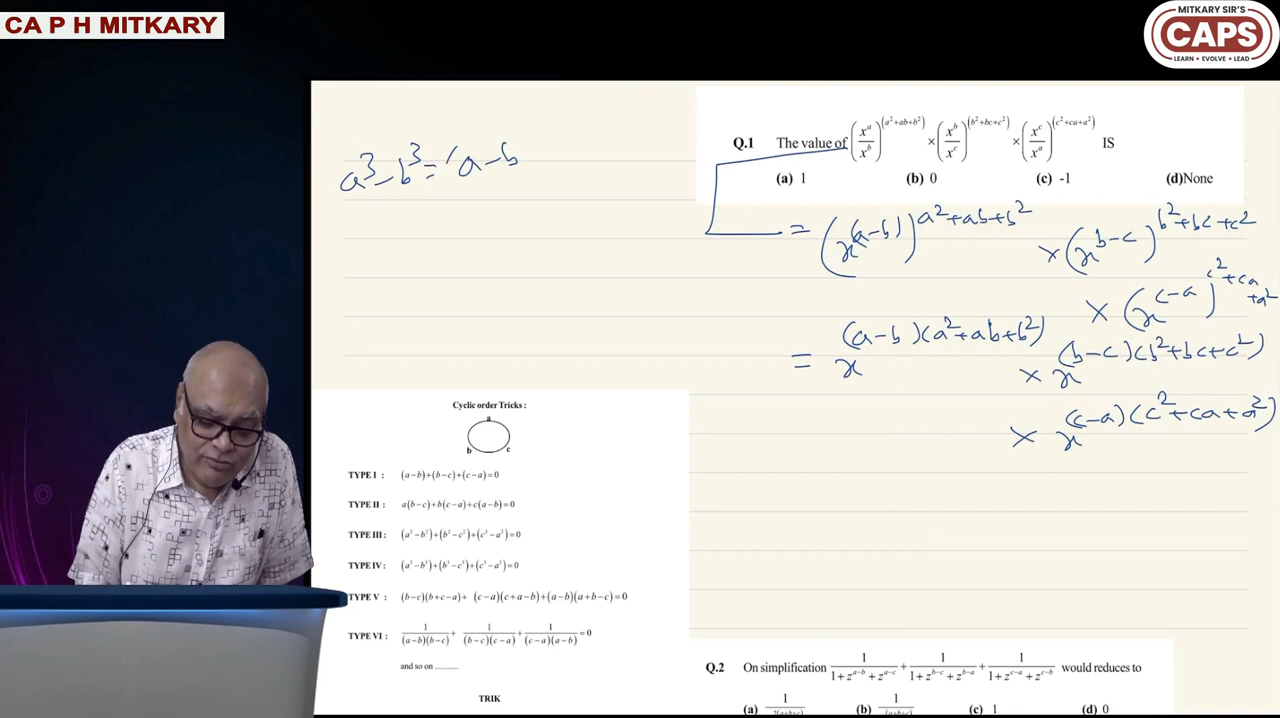 CA P H MITKARY
MITKARY SIR'S
CAPS
LEARN • EVOLVE • LEAD
Q.1 The value of (x^a/x^b)^(a²+ab+b²) × (x^b/x^c)^(b²+bc+c²) × (x^c/x^a)^(c²+ca+a²) IS
(a) 1 (b) 0 (c) -1 (d)None
a³-b³ = (a-b
= (x^(a-b))^a²+ab+b² × (x^b-c)^b²+bc+c²
× (x^c-a)^c²+ca+a²
= x^(a-b)(a²+ab+b²) × x^(b-c)(b²+bc+c²)
× x^(c-a)(c²+ca+a²)
Cyclic order Tricks :
a
b c
TYPE I : (a−b)+(b−c)+(c−a)=0
TYPE II : a(b−c)+b(c−a)+c(a−b)=0
TYPE III : (a²−b²)+(b²−c²)+(c²−a²)=0
TYPE IV : (a³−b³)+(b³−c³)+(c³−a³)=0
TYPE V : (b−c)(b+c−a)+ (c−a)(c+a−b)+(a−b)(a+b−c)=0
TYPE VI : 1/(a−b)(b−c) + 1/(b−c)(c−a) + 1/(c−a)(a−b) =0
and so on ...........
TRIK
Q.2 On simplification 1/(1+z^a−b+z^a−c) + 1/(1+z^b−c+z^b−a) + 1/(1+z^c−a+z^c−b) would reduces to
(a) 1/2(a+b+c) (b) 1/(a+b+c) (c) 1 (d) 0